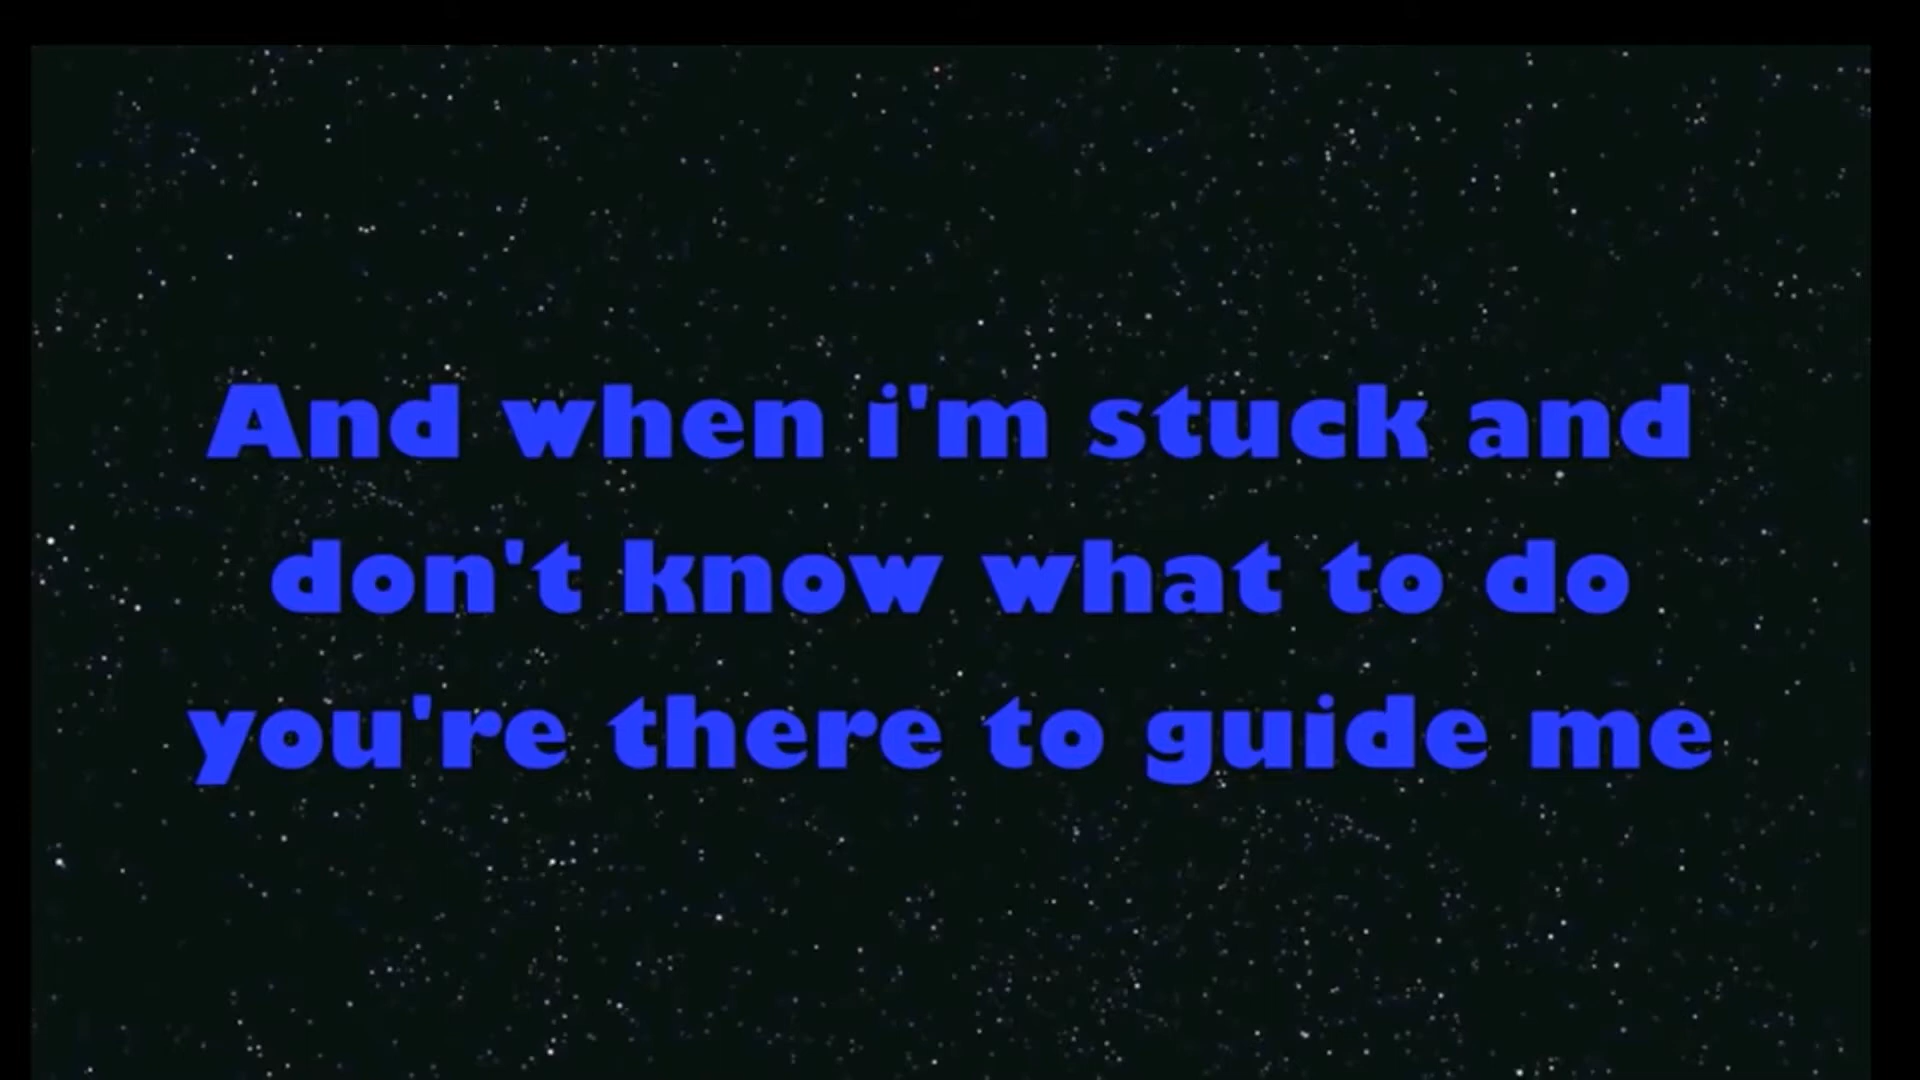 And when i'm stuck and
don't know what to do
you're there to guide me